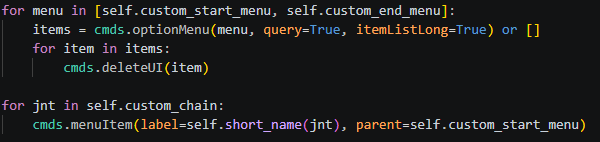 for menu in [self.custom_start_menu, self.custom_end_menu]:
    items = cmds.optionMenu(menu, query=True, itemListLong=True) or []
    for item in items:
        cmds.deleteUI(item)

for jnt in self.custom_chain:
    cmds.menuItem(label=self.short_name(jnt), parent=self.custom_start_menu)